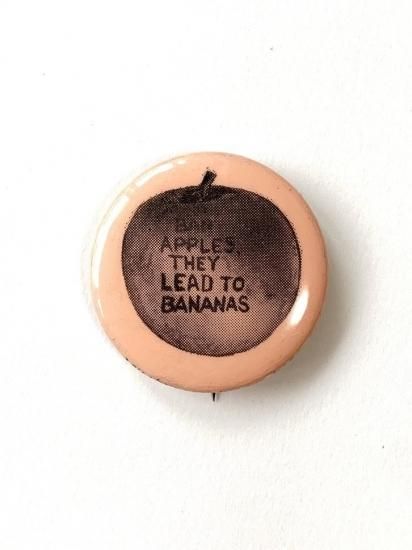 BAN
APPLES,
THEY
LEAD TO
BANANAS